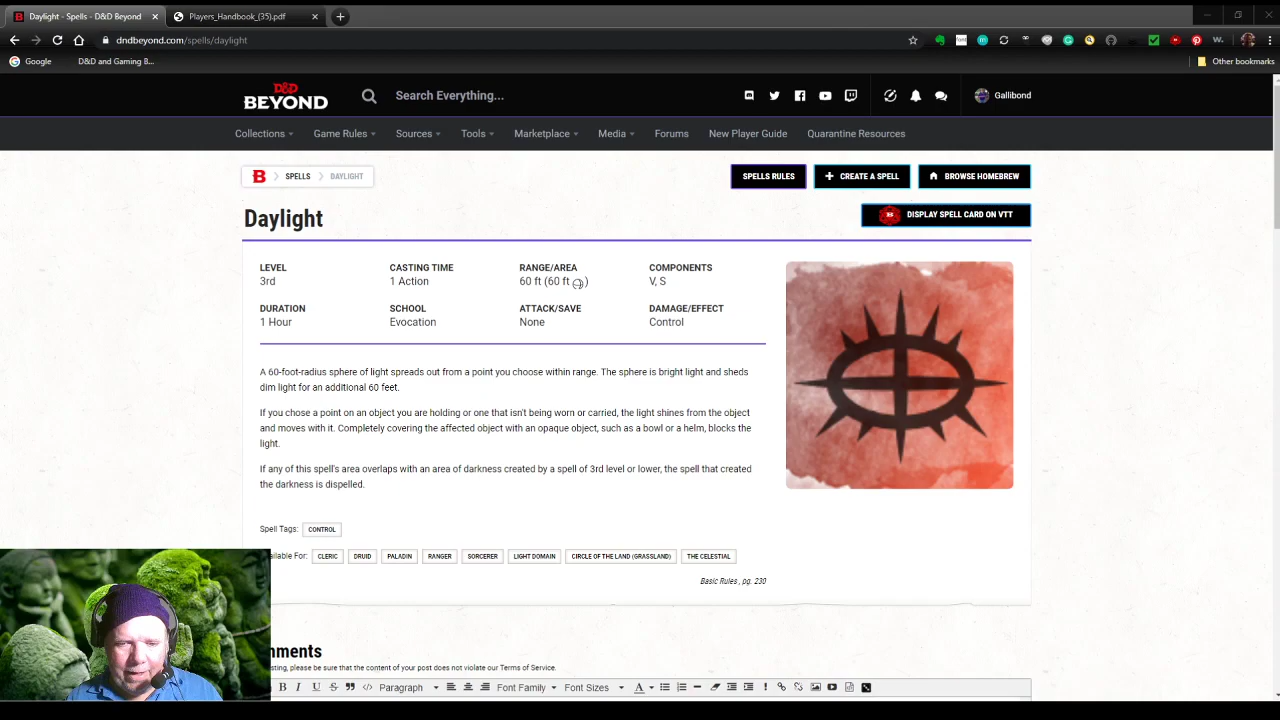 Daylight - Spells - D&D Beyond
Players_Handbook_(35).pdf
dndbeyond.com/spells/daylight
Google
D&D and Gaming B...
Other bookmarks
D&D
BEYOND
Search Everything...
Gallibond
Collections
Game Rules
Sources
Tools
Marketplace
Media
Forums
New Player Guide
Quarantine Resources
B
SPELLS
DAYLIGHT
SPELLS RULES
CREATE A SPELL
BROWSE HOMEBREW
Daylight
DISPLAY SPELL CARD ON VTT
LEVEL
3rd
CASTING TIME
1 Action
RANGE/AREA
60 ft (60 ft )
COMPONENTS
V, S
DURATION
1 Hour
SCHOOL
Evocation
ATTACK/SAVE
None
DAMAGE/EFFECT
Control
A 60-foot-radius sphere of light spreads out from a point you choose within range. The sphere is bright light and sheds
dim light for an additional 60 feet.
If you chose a point on an object you are holding or one that isn't being worn or carried, the light shines from the object
and moves with it. Completely covering the affected object with an opaque object, such as a bowl or a helm, blocks the
light.
If any of this spell's area overlaps with an area of darkness created by a spell of 3rd level or lower, the spell that created
the darkness is dispelled.
Spell Tags: CONTROL
ailable For: CLERIC DRUID PALADIN RANGER SORCERER LIGHT DOMAIN CIRCLE OF THE LAND (GRASSLAND) THE CELESTIAL
Basic Rules , pg. 230
mments
sting, please be sure that the content of your post does not violate our Terms of Service.
B I U S Paragraph Font Family Font Sizes A